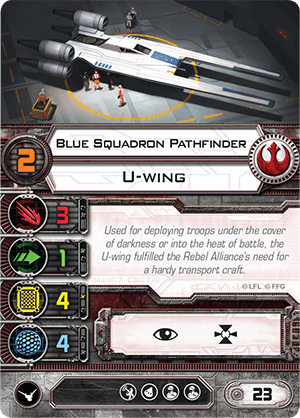 Blue Squadron Pathfinder
2
U-wing
3
Used for deploying troops under the cover
of darkness or into the heat of battle, the
U-wing fulfilled the Rebel Alliance's need for
a hardy transport craft.
1
©LFL ©FFG
4
4
23